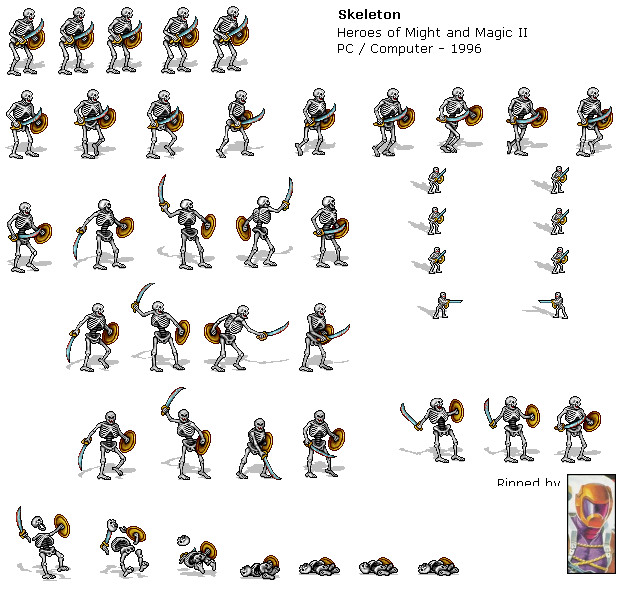 Skeleton
Heroes of Might and Magic II
PC / Computer – 1996
Ripped by